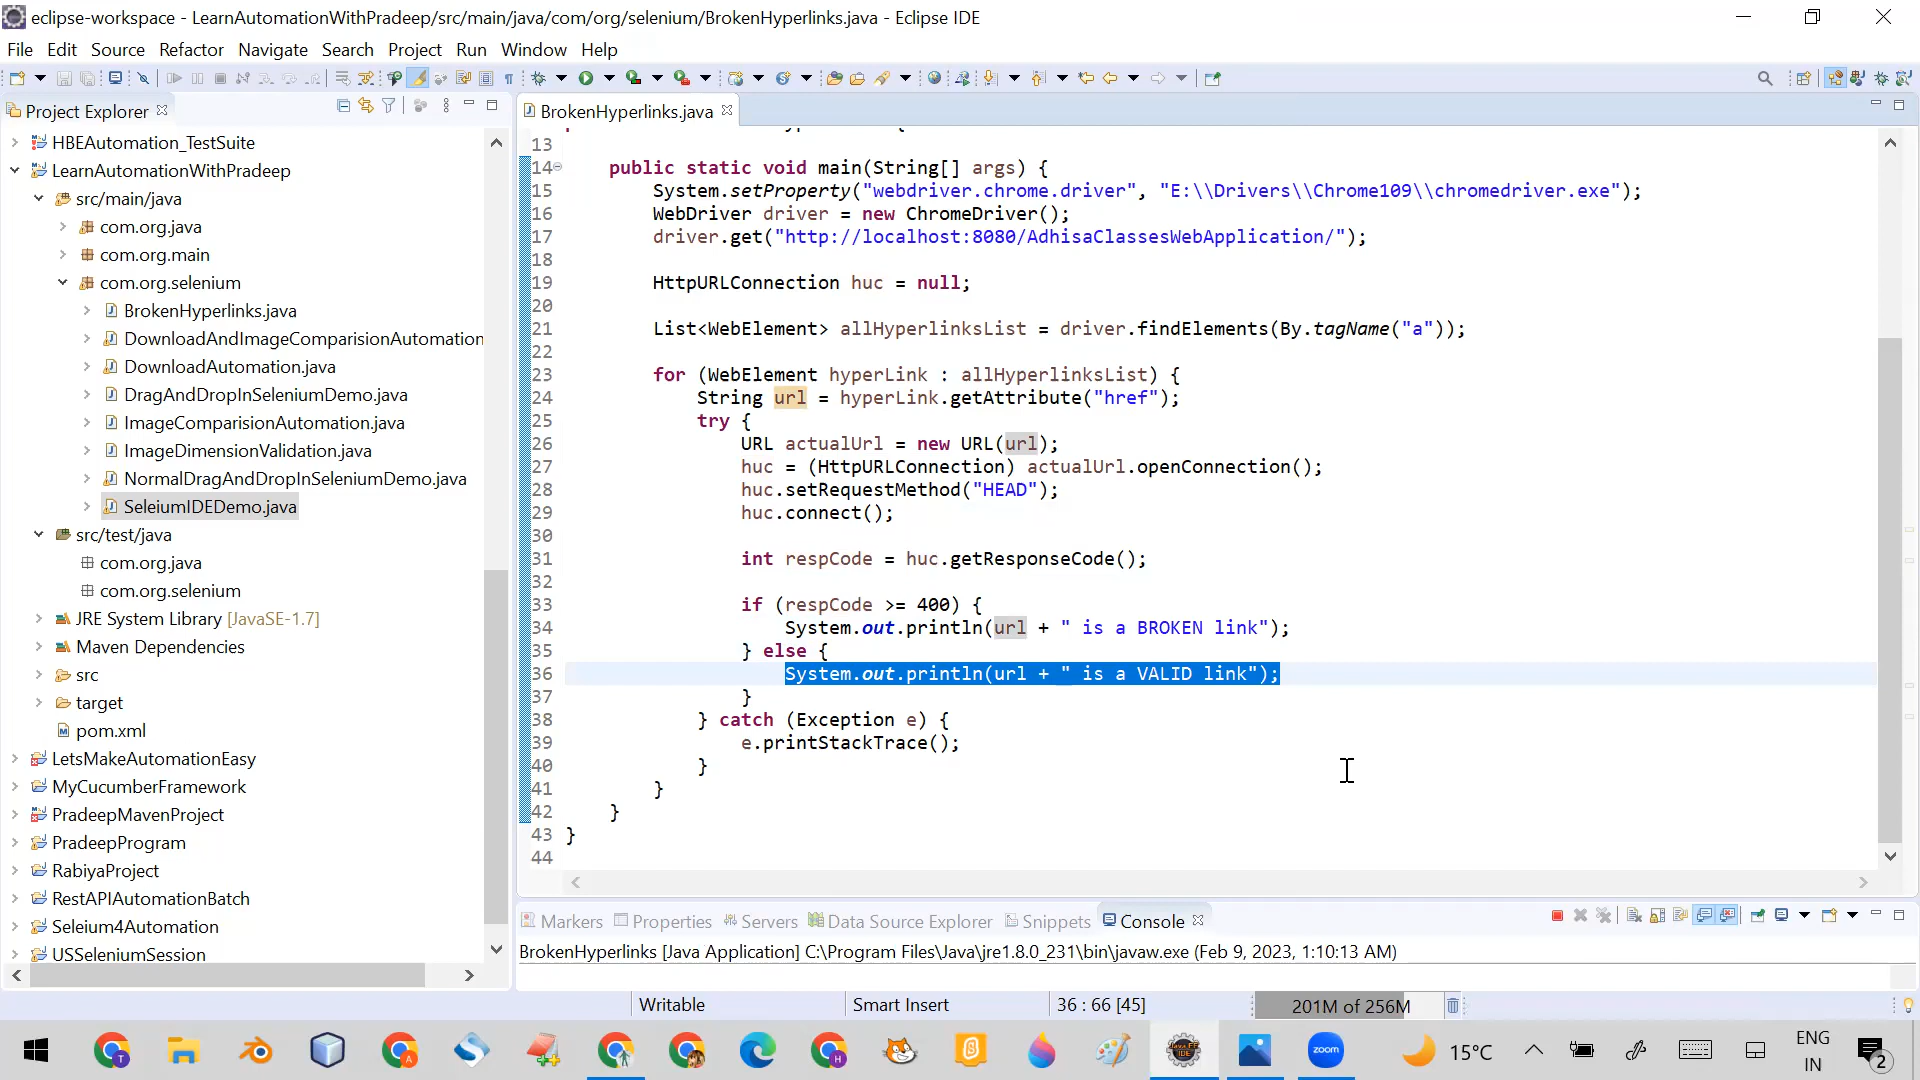 eclipse-workspace - LearnAutomationWithPradeep/src/main/java/com/org/selenium/BrokenHyperlinks.java - Eclipse IDE
File Edit Source Refactor Navigate Search Project Run Window Help
Project Explorer
HBEAutomation_TestSuite
LearnAutomationWithPradeep
src/main/java
com.org.java
com.org.main
com.org.selenium
BrokenHyperlinks.java
DownloadAndImageComparisionAutomation
DownloadAutomation.java
DragAndDropInSeleniumDemo.java
ImageComparisionAutomation.java
ImageDimensionValidation.java
NormalDragAndDropInSeleniumDemo.java
SeleiumIDEDemo.java
src/test/java
com.org.java
com.org.selenium
JRE System Library [JavaSE-1.7]
Maven Dependencies
src
target
pom.xml
LetsMakeAutomationEasy
MyCucumberFramework
PradeepMavenProject
PradeepProgram
RabiyaProject
RestAPIAutomationBatch
Seleium4Automation
USSeleniumSession
BrokenHyperlinks.java
13
14 public static void main(String[] args) {
15 System.setProperty("webdriver.chrome.driver", "E:\\Drivers\\Chrome109\\chromedriver.exe");
16 WebDriver driver = new ChromeDriver();
17 driver.get("http://localhost:8080/AdhisaClassesWebApplication/");
18
19 HttpURLConnection huc = null;
20
21 List<WebElement> allHyperlinksList = driver.findElements(By.tagName("a"));
22
23 for (WebElement hyperLink : allHyperlinksList) {
24 String url = hyperLink.getAttribute("href");
25 try {
26 URL actualUrl = new URL(url);
27 huc = (HttpURLConnection) actualUrl.openConnection();
28 huc.setRequestMethod("HEAD");
29 huc.connect();
30
31 int respCode = huc.getResponseCode();
32
33 if (respCode >= 400) {
34 System.out.println(url + " is a BROKEN link");
35 } else {
36 System.out.println(url + " is a VALID link");
37 }
38 } catch (Exception e) {
39 e.printStackTrace();
40 }
41 }
42 }
43 }
44
Markers Properties Servers Data Source Explorer Snippets Console
BrokenHyperlinks [Java Application] C:\Program Files\Java\jre1.8.0_231\bin\javaw.exe (Feb 9, 2023, 1:10:13 AM)
Writable Smart Insert 36 : 66 [45] 201M of 256M
zoom 15°C ENG
IN 2